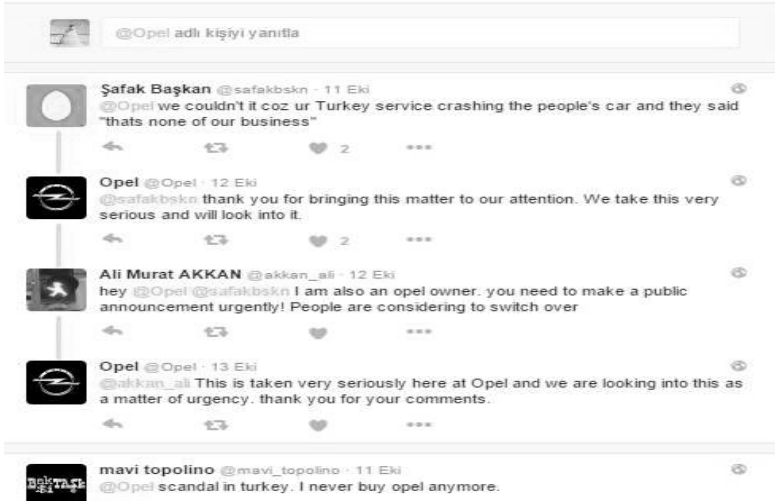 @Opel adlı kişiyi yanıtla
Şafak Başkan @safakbskn · 11 Eki
@Opel we couldn't it coz ur Turkey service crashing the people's car and they said
"thats none of our business"
2
Opel @Opel · 12 Eki
@safakbskn thank you for bringing this matter to our attention. We take this very
serious and will look into it.
2
Ali Murat AKKAN @akkan_ali · 12 Eki
hey @Opel @safakbskn I am also an opel owner. you need to make a public
announcement urgently! People are considering to switch over
Opel @Opel · 13 Eki
@akkan_ali This is taken very seriously here at Opel and we are looking into this as
a matter of urgency. thank you for your comments.
mavi topolino @mavi_topolino · 11 Eki
@Opel scandal in turkey. I never buy opel anymore.